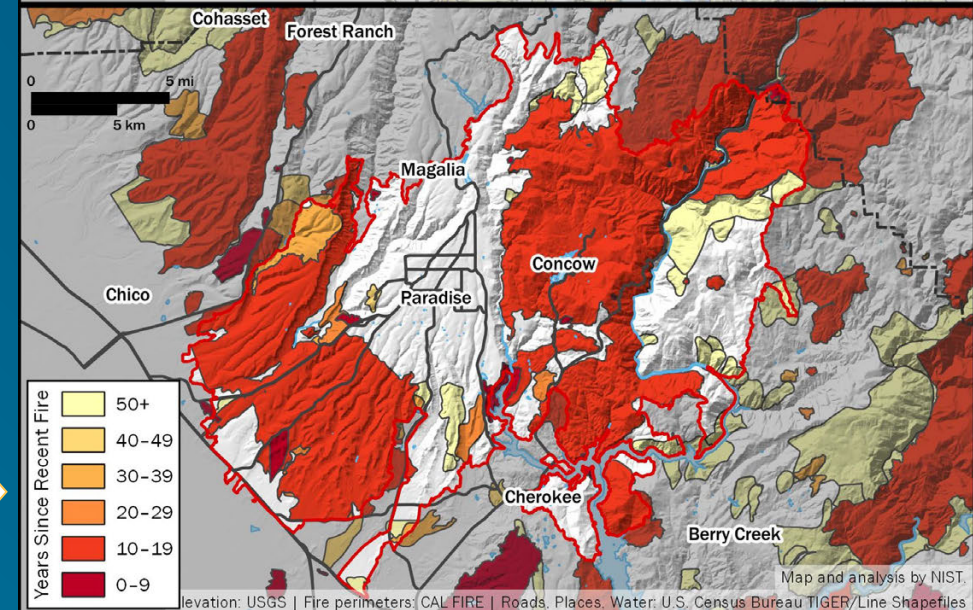 Cohasset
Forest Ranch
0 5 mi
0 5 km
Magalia
Concow
Chico
Paradise
Years Since Recent Fire
50+
40–49
30–39
20–29
10–19
0–9
Cherokee
Berry Creek
Map and analysis by NIST.
levation: USGS | Fire perimeters: CAL FIRE | Roads, Places, Water: U.S. Census Bureau TIGER/Line Shapefiles